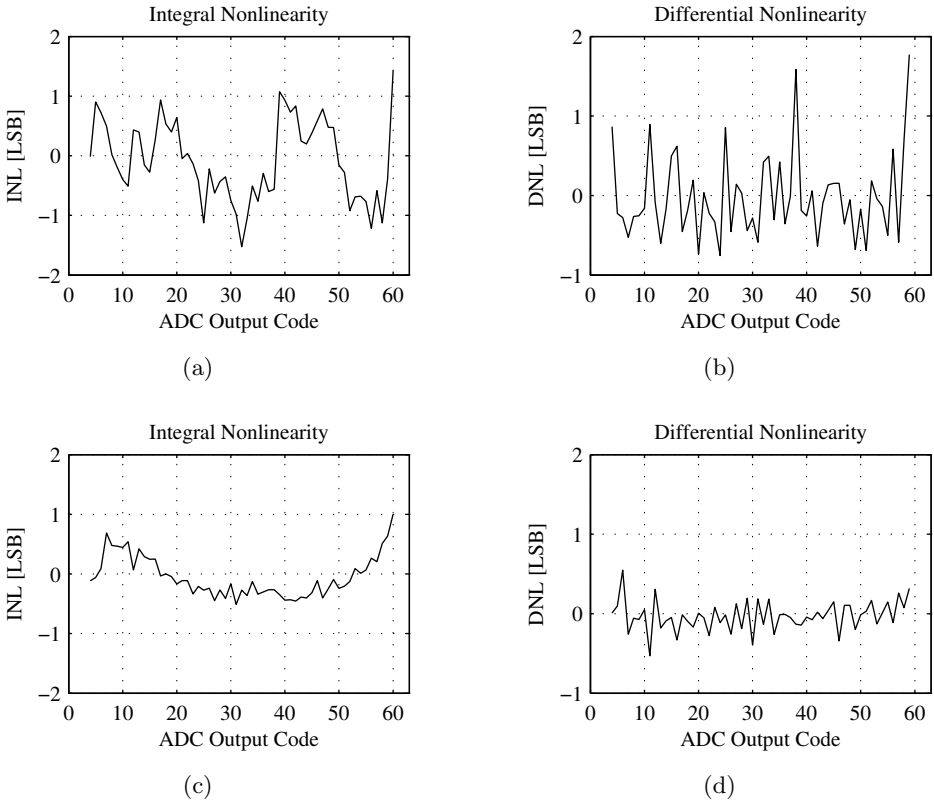 Integral Nonlinearity
2
1
0
−1
−2
INL [LSB]
0 10 20 30 40 50 60
ADC Output Code
(a)
Differential Nonlinearity
2
1
0
−1
DNL [LSB]
0 10 20 30 40 50 60
ADC Output Code
(b)
Integral Nonlinearity
2
1
0
−1
−2
INL [LSB]
0 10 20 30 40 50 60
ADC Output Code
(c)
Differential Nonlinearity
2
1
0
−1
DNL [LSB]
0 10 20 30 40 50 60
ADC Output Code
(d)